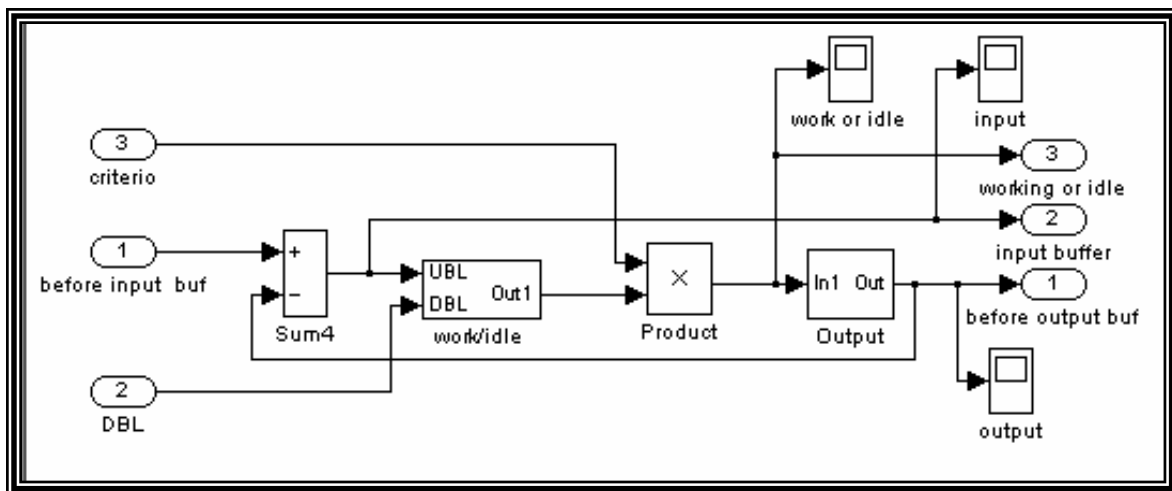 work or idle
input
3
criterio
3
working or idle
1
before input buf
+
−
Sum4
2
input buffer
UBL
DBL
Out1
work/idle
×
Product
In1 Out
Output
1
before output buf
2
DBL
output